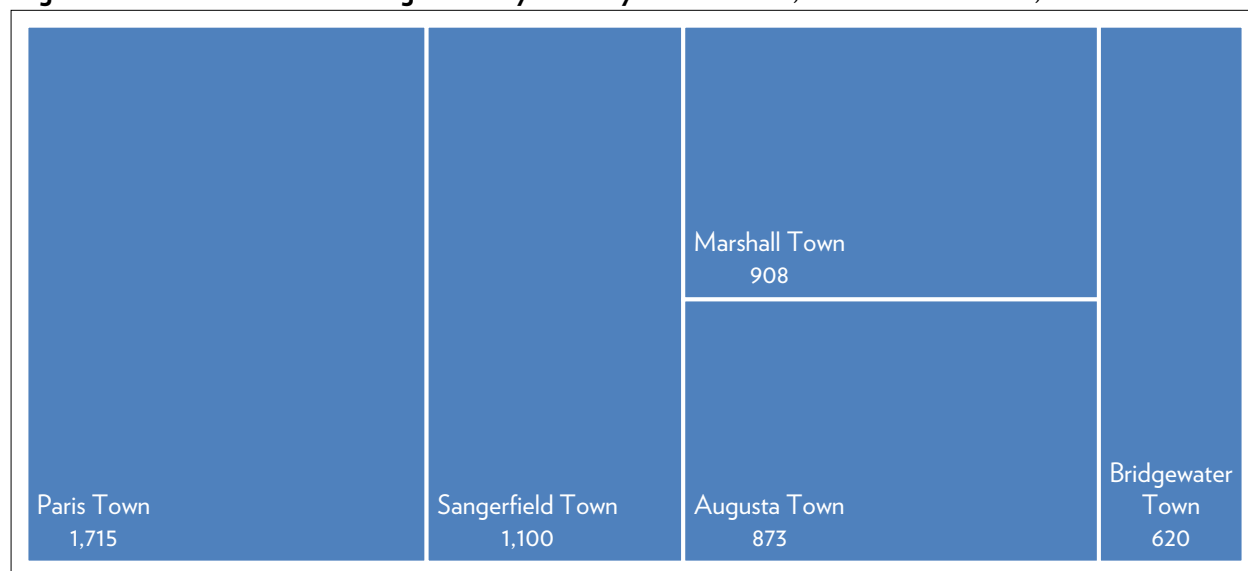 Paris Town
1,715
Sangerfield Town
1,100
Marshall Town
908
Augusta Town
873
Bridgewater
Town
620